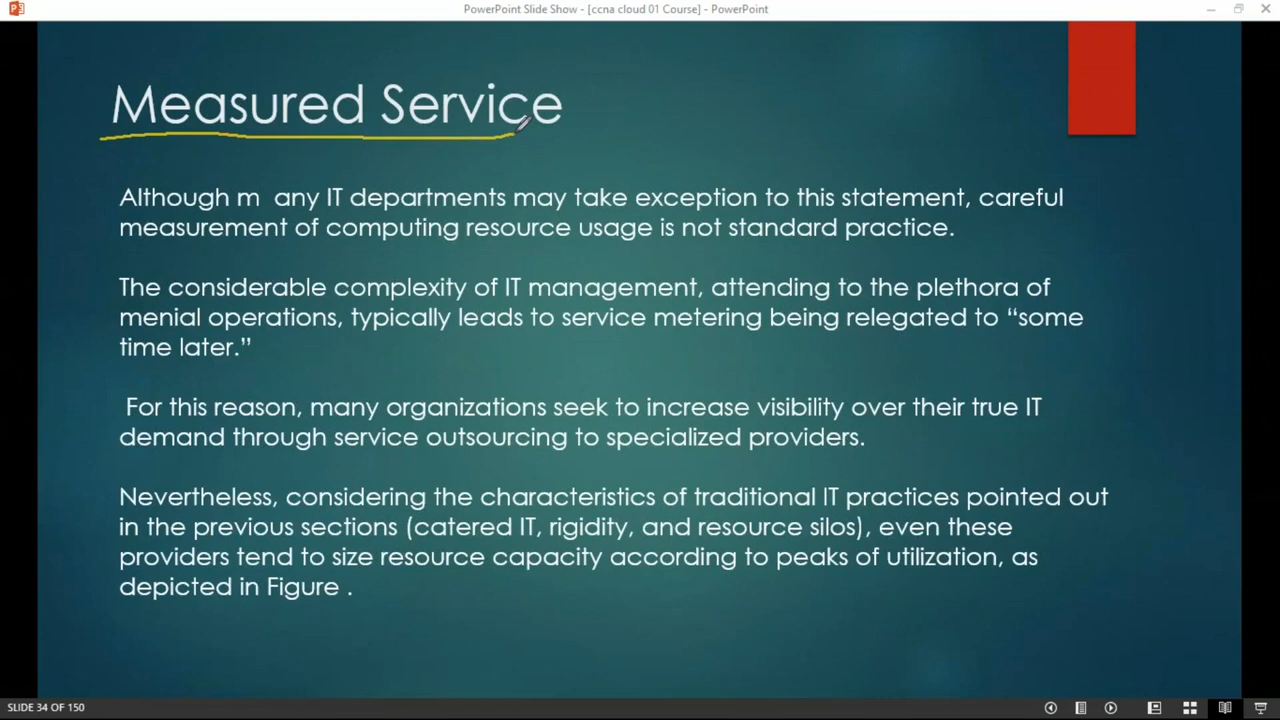 PowerPoint Slide Show - [ccna cloud 01 Course] - PowerPoint
Measured Service
Although m  any IT departments may take exception to this statement, careful
measurement of computing resource usage is not standard practice.
The considerable complexity of IT management, attending to the plethora of
menial operations, typically leads to service metering being relegated to “some
time later.”
For this reason, many organizations seek to increase visibility over their true IT
demand through service outsourcing to specialized providers.
Nevertheless, considering the characteristics of traditional IT practices pointed out
in the previous sections (catered IT, rigidity, and resource silos), even these
providers tend to size resource capacity according to peaks of utilization, as
depicted in Figure .
SLIDE 34 OF 150